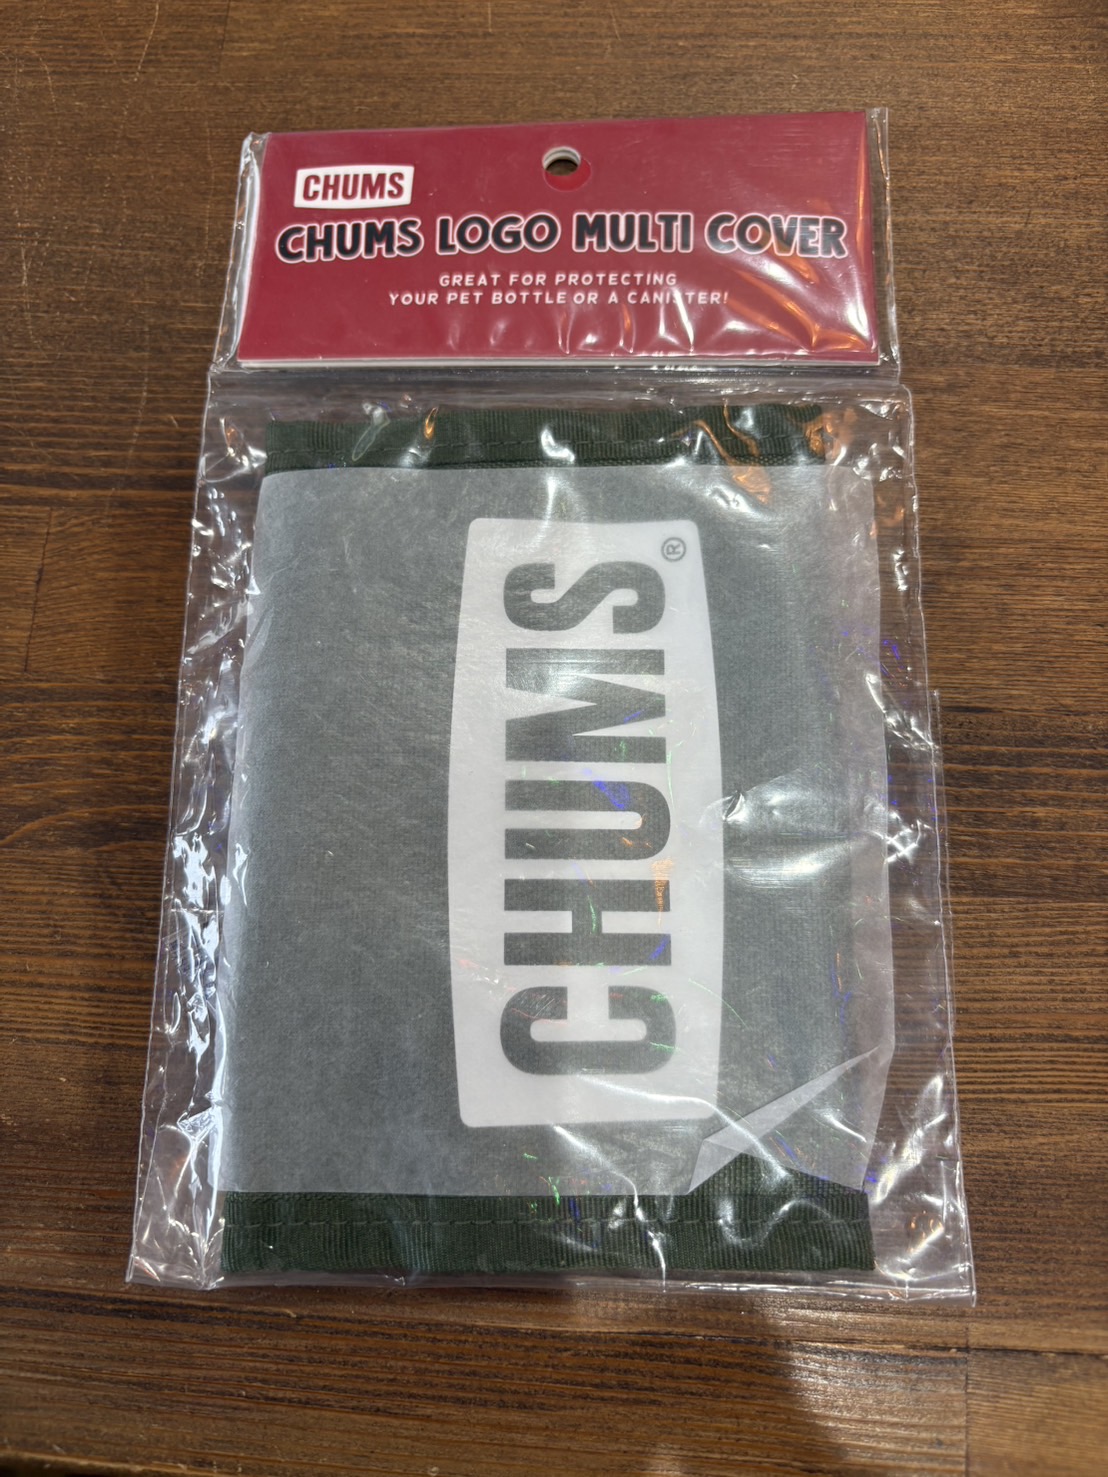 CHUMS
CHUMS LOGO MULTI COVER
GREAT FOR PROTECTING
YOUR PET BOTTLE OR A CANISTER!
CHUMS®